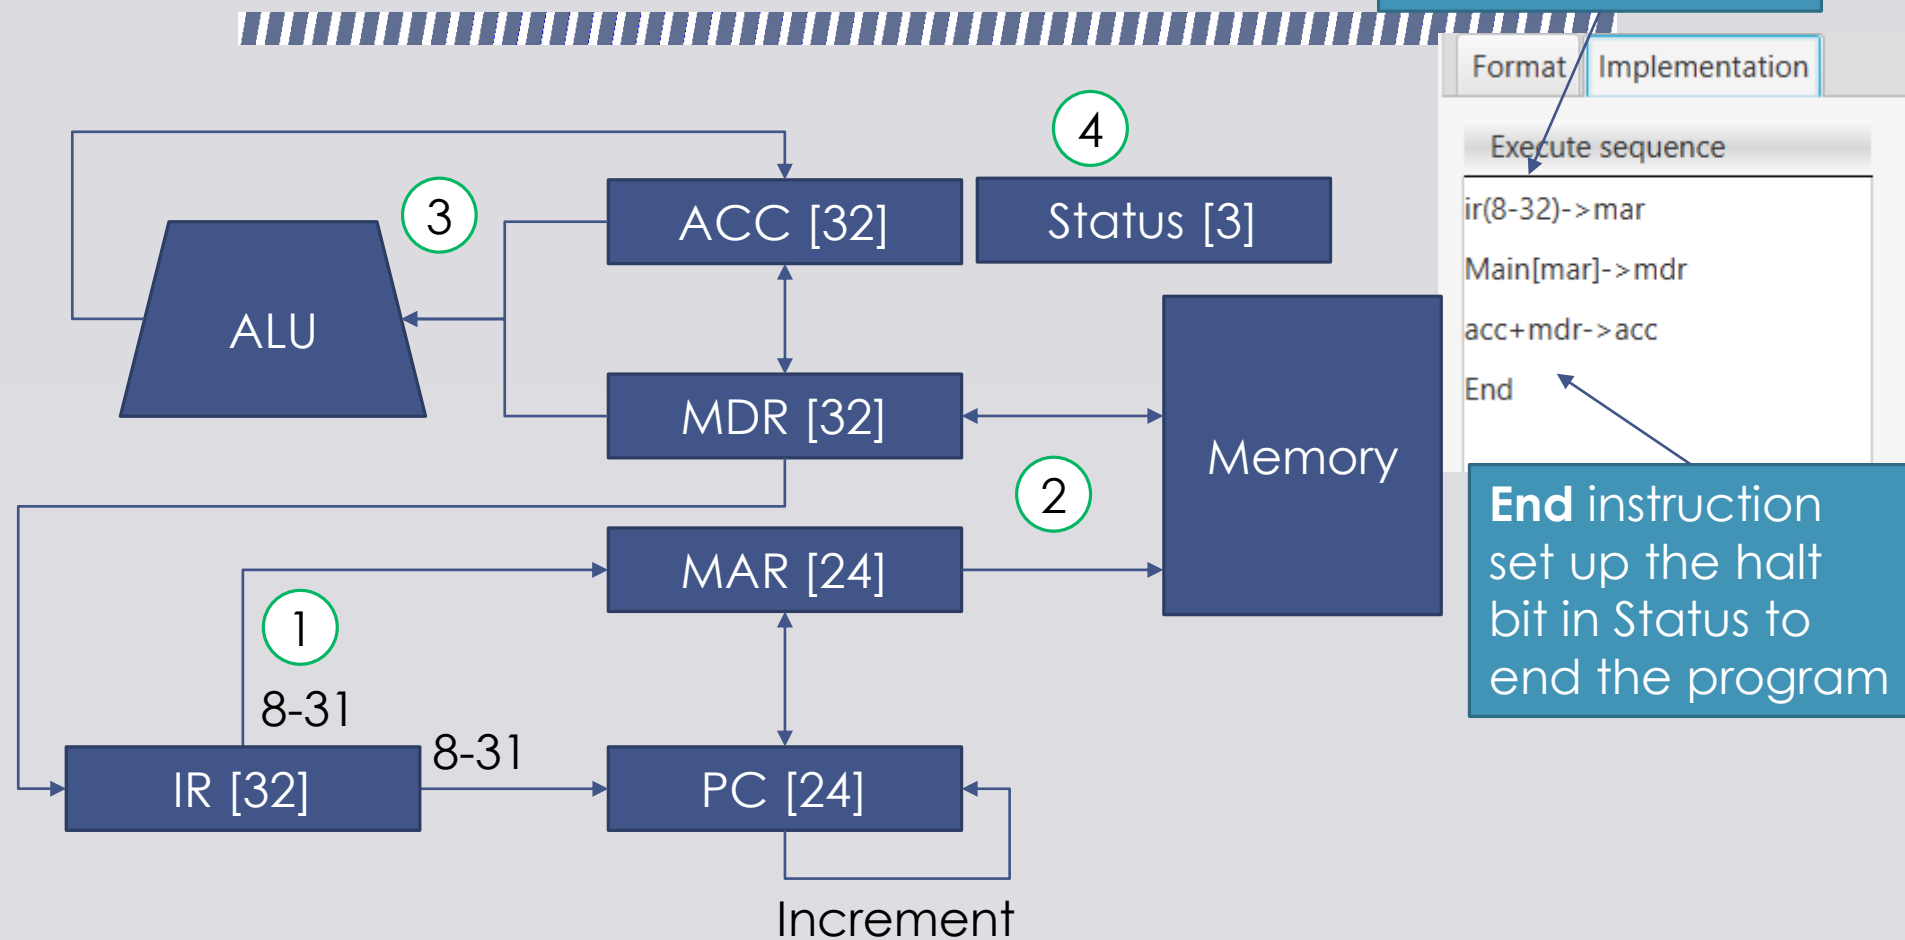 Format Implementation
Execute sequence
ir(8-32)->mar
Main[mar]->mdr
acc+mdr->acc
End
4
3
ACC [32]
Status [3]
ALU
MDR [32]
Memory
2
MAR [24]
1
8-31
8-31
IR [32]
PC [24]
Increment
End instruction
set up the halt
bit in Status to
end the program